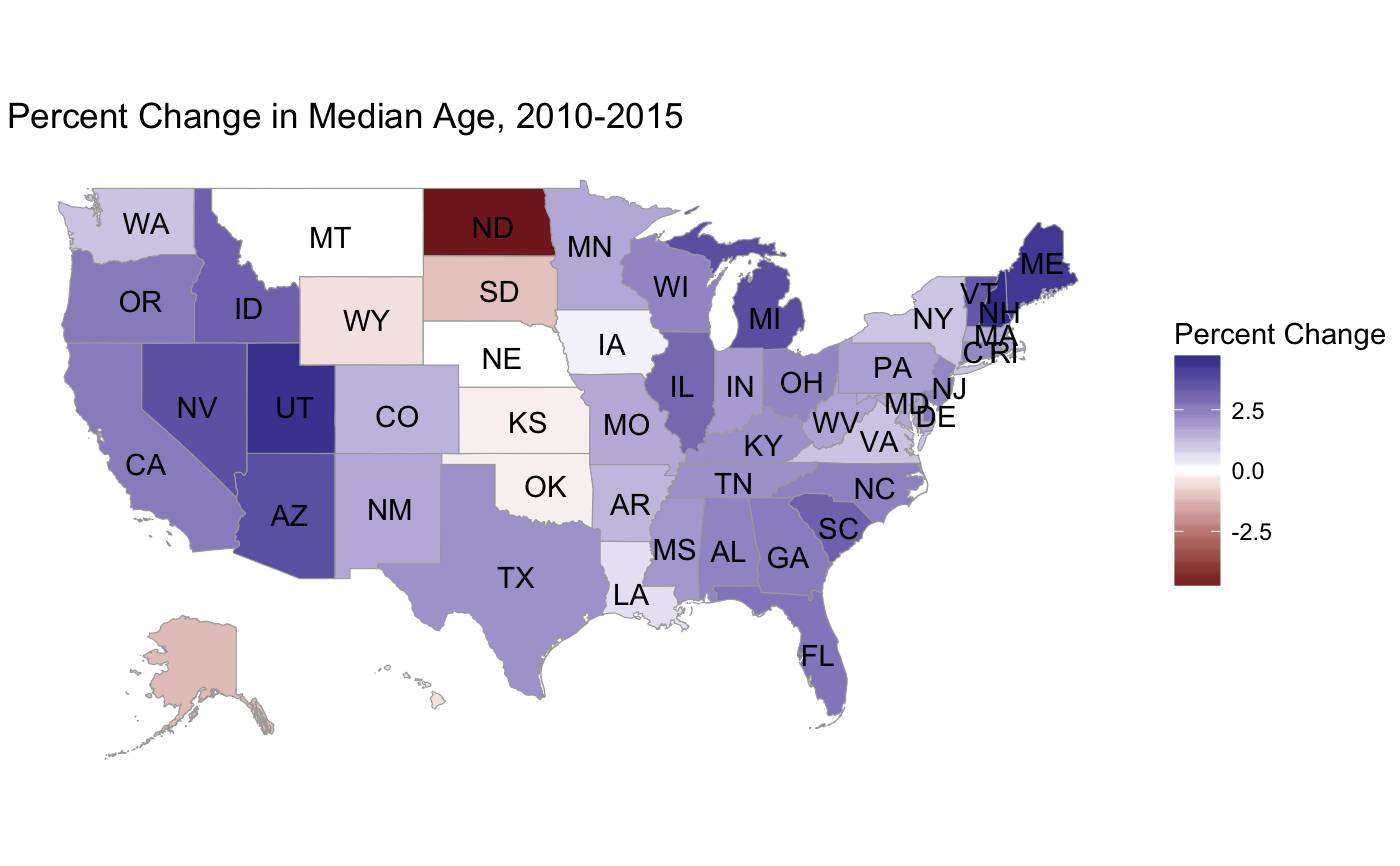 Percent Change in Median Age, 2010-2015
WA
MT
ND
MN
ME
OR
ID
SD
WI
VT
NH
WY
MI
NY
MA
IA
CT
RI
NE
PA
NV
UT
CO
IL
IN
OH
NJ
KS
MO
MD
DE
WV
VA
CA
KY
AZ
NM
OK
AR
TN
NC
SC
TX
MS
AL
GA
LA
FL
Percent Change
2.5
0.0
-2.5